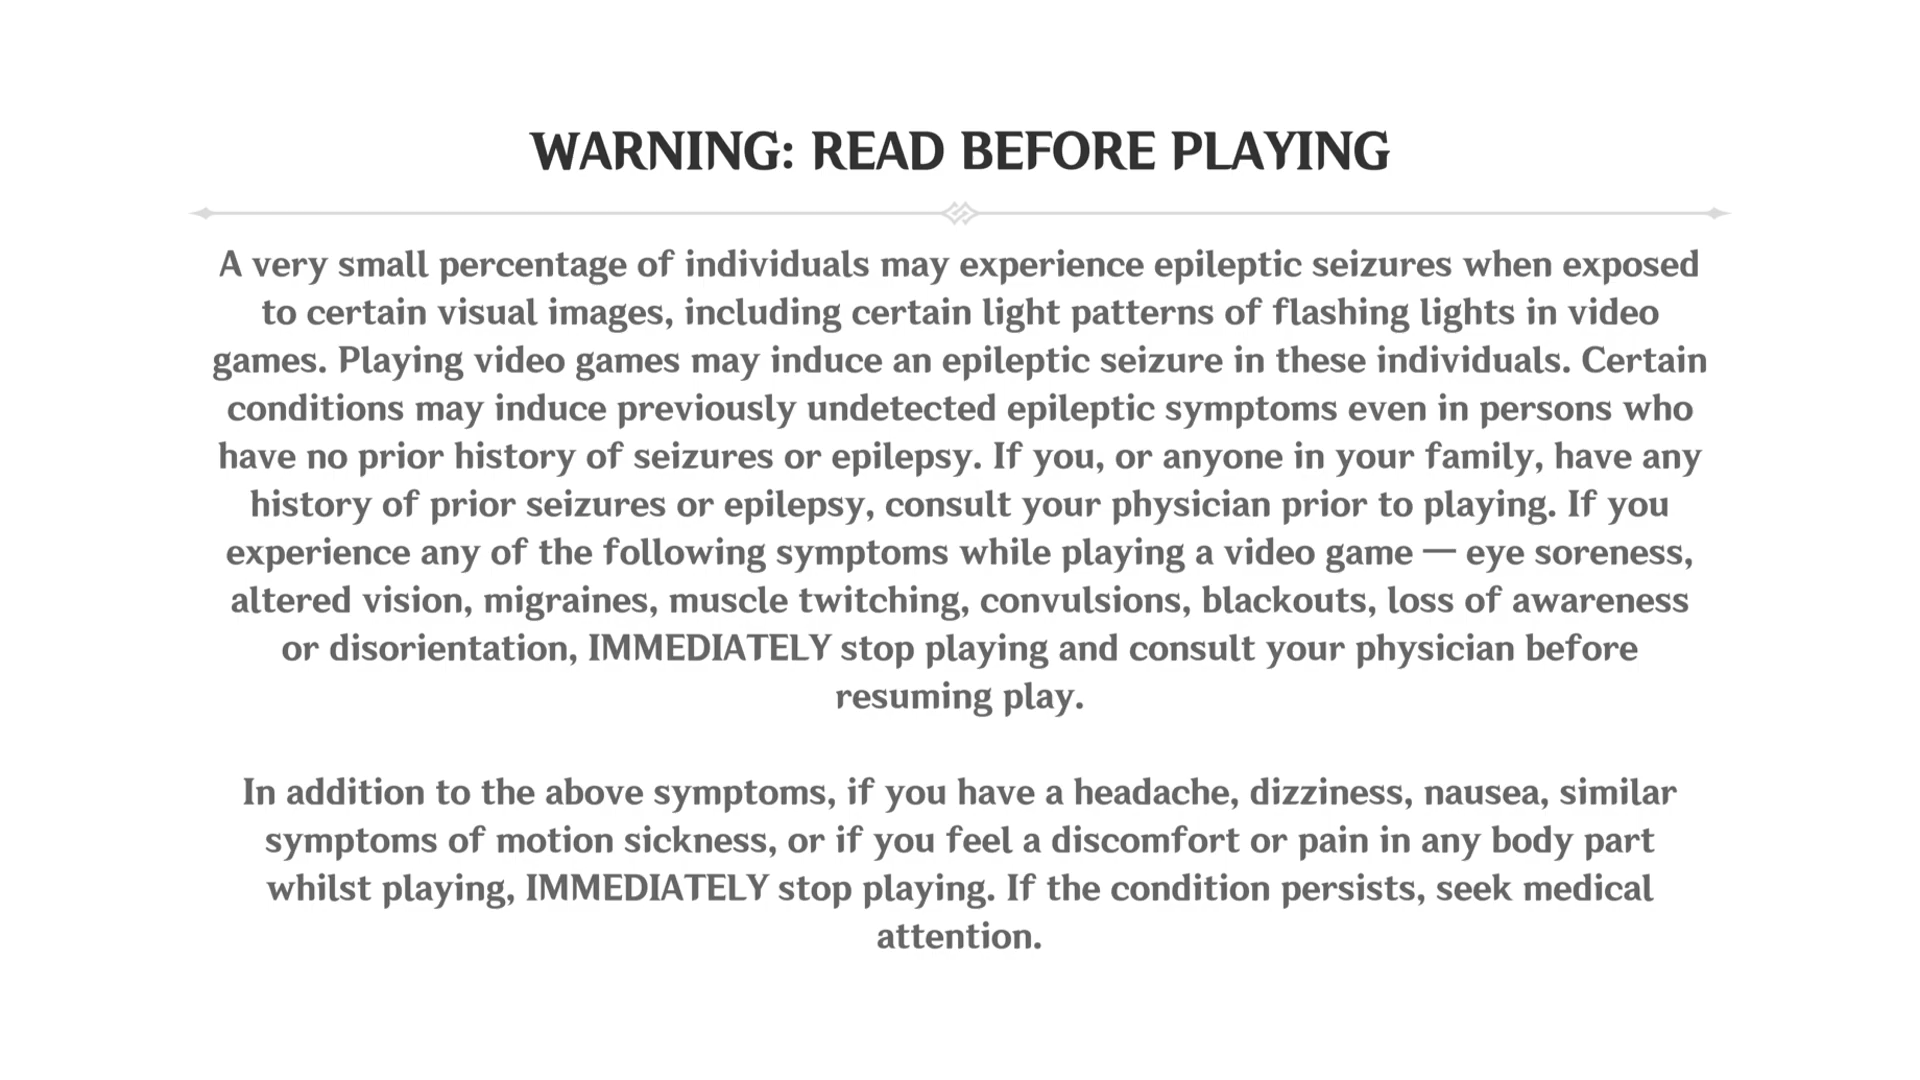 WARNING: READ BEFORE PLAYING
A very small percentage of individuals may experience epileptic seizures when exposed
to certain visual images, including certain light patterns of flashing lights in video
games. Playing video games may induce an epileptic seizure in these individuals. Certain
conditions may induce previously undetected epileptic symptoms even in persons who
have no prior history of seizures or epilepsy. If you, or anyone in your family, have any
history of prior seizures or epilepsy, consult your physician prior to playing. If you
experience any of the following symptoms while playing a video game — eye soreness,
altered vision, migraines, muscle twitching, convulsions, blackouts, loss of awareness
or disorientation, IMMEDIATELY stop playing and consult your physician before
resuming play.
In addition to the above symptoms, if you have a headache, dizziness, nausea, similar
symptoms of motion sickness, or if you feel a discomfort or pain in any body part
whilst playing, IMMEDIATELY stop playing. If the condition persists, seek medical
attention.